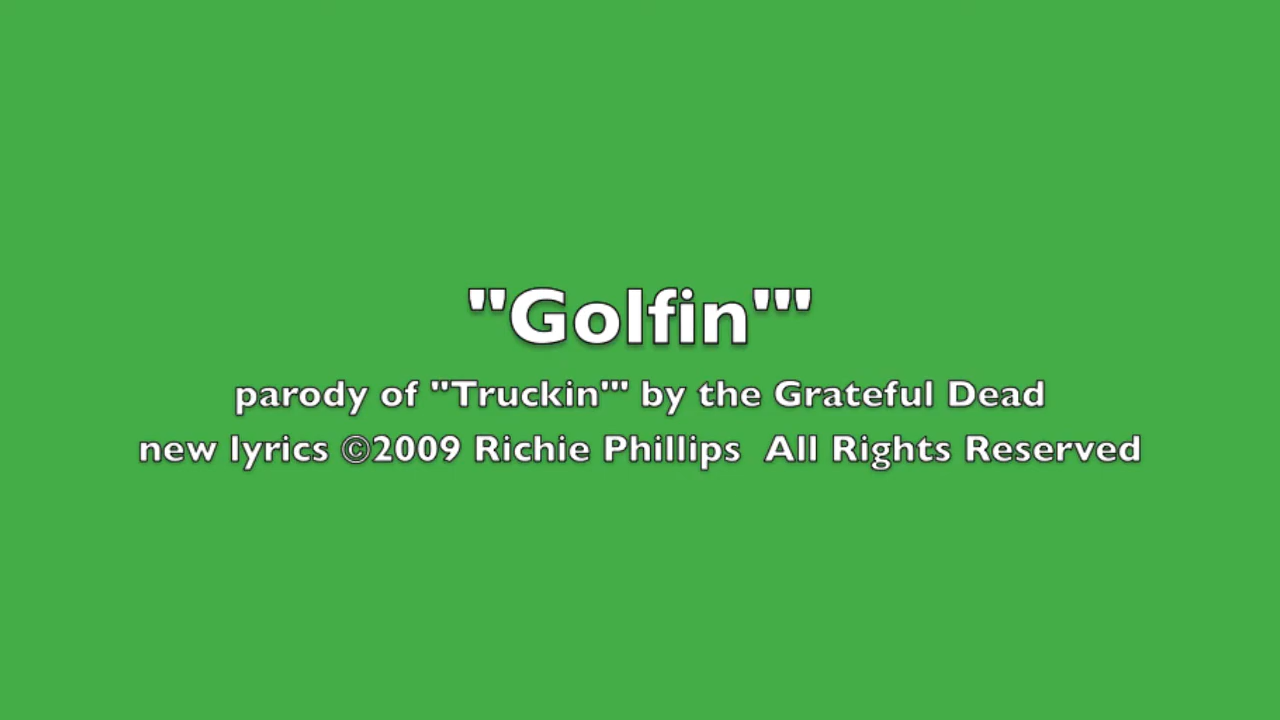 "Golfin'"
parody of "Truckin'" by the Grateful Dead
new lyrics ©2009 Richie Phillips  All Rights Reserved